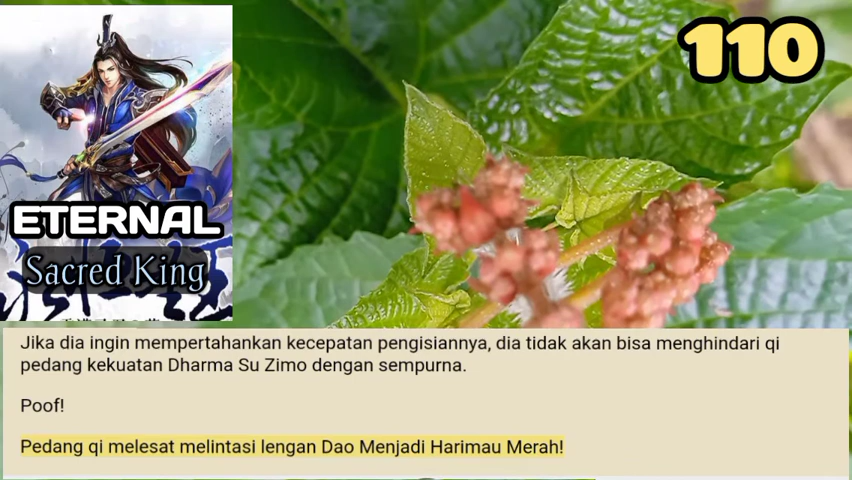 110
ETERNAL
Sacred King
Jika dia ingin mempertahankan kecepatan pengisiannya, dia tidak akan bisa menghindari qi
pedang kekuatan Dharma Su Zimo dengan sempurna.
Poof!
Pedang qi melesat melintasi lengan Dao Menjadi Harimau Merah!